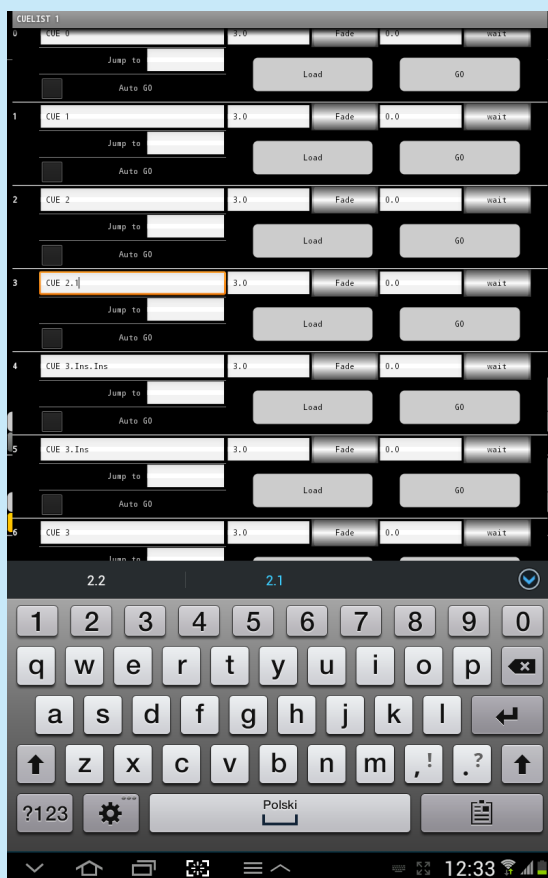 CUELIST 1
0 CUE 0 3.0 Fade 0.0 wait
Jump to
Load GO
Auto GO
1 CUE 1 3.0 Fade 0.0 wait
Jump to
Load GO
Auto GO
2 CUE 2 3.0 Fade 0.0 wait
Jump to
Load GO
Auto GO
3 CUE 2.1 3.0 Fade 0.0 wait
Jump to
Load GO
Auto GO
4 CUE 3.Ins.Ins 3.0 Fade 0.0 wait
Jump to
Load GO
Auto GO
5 CUE 3.Ins 3.0 Fade 0.0 wait
Jump to
Load GO
Auto GO
6 CUE 3 3.0 Fade 0.0 wait
Jump to
2.2 2.1
1 2 3 4 5 6 7 8 9 0
q w e r t y u i o p
a s d f g h j k l
z x c v b n m ,! .?
?123 Polski
12:33